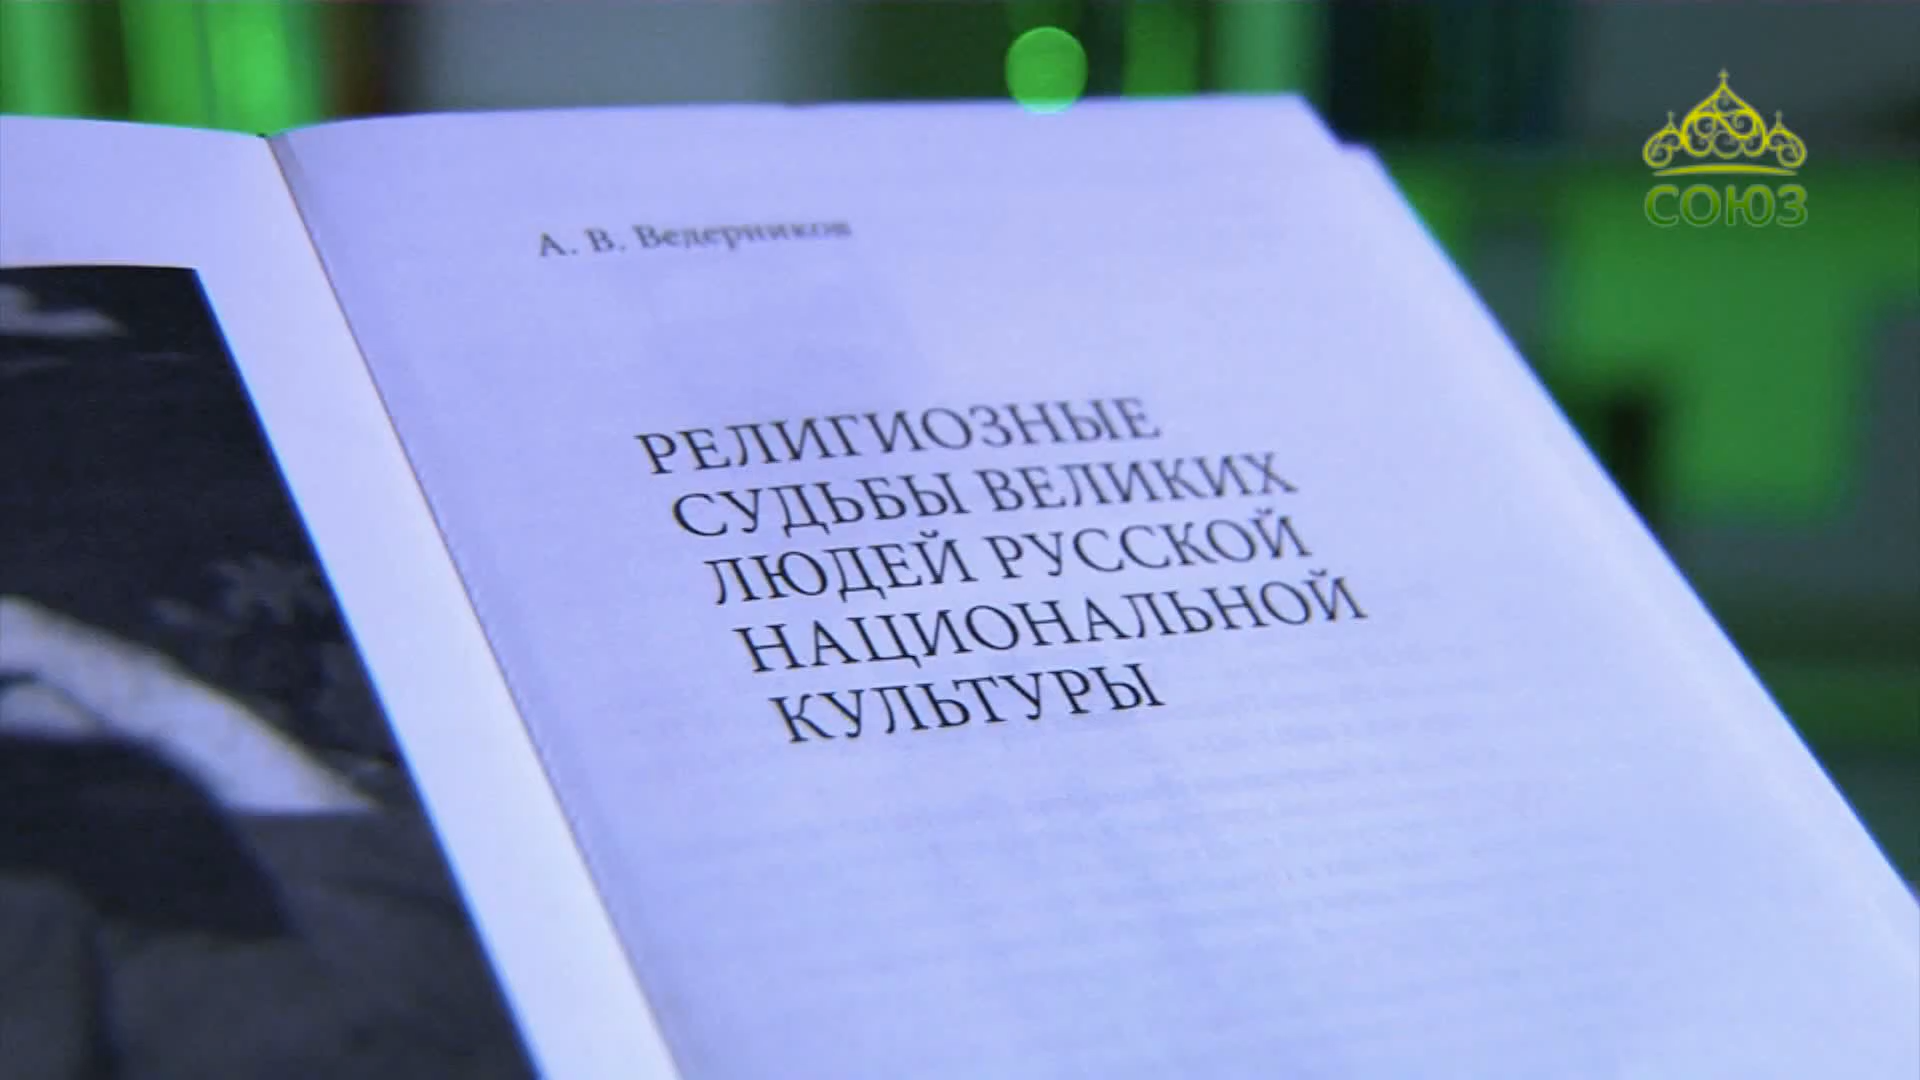 СОЮЗ
А. В. Ведерников
РЕЛИГИОЗНЫЕ
СУДЬБЫ ВЕЛИКИХ
ЛЮДЕЙ РУССКОЙ
НАЦИОНАЛЬНОЙ
КУЛЬТУРЫ